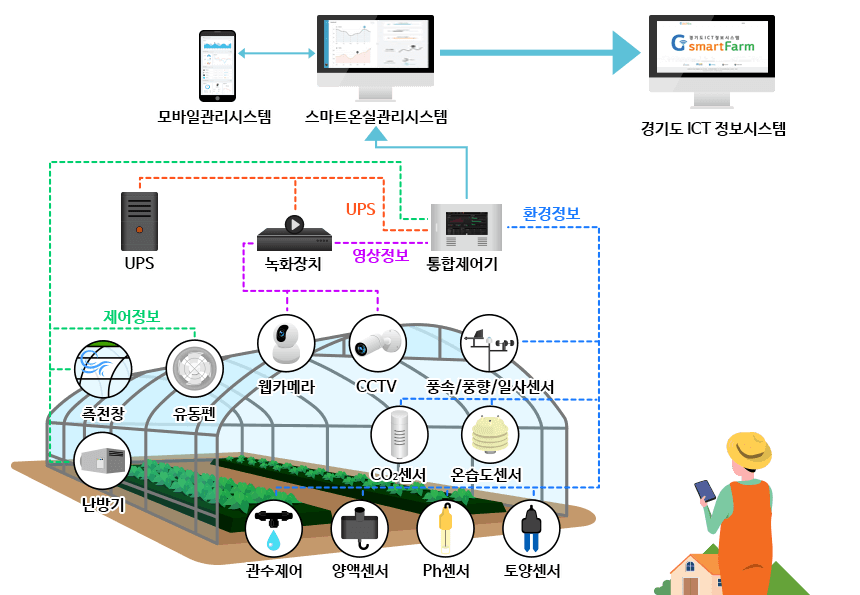 경기도 ICT 정보시스템
smartFarm
모바일관리시스템
스마트온실관리시스템
경기도 ICT 정보시스템
UPS
환경정보
UPS
녹화장치
영상정보
통합제어기
제어정보
측천창
유동펜
웹카메라
CCTV
풍속/풍향/일사센서
CO₂센서
온습도센서
난방기
관수제어
양액센서
Ph센서
토양센서